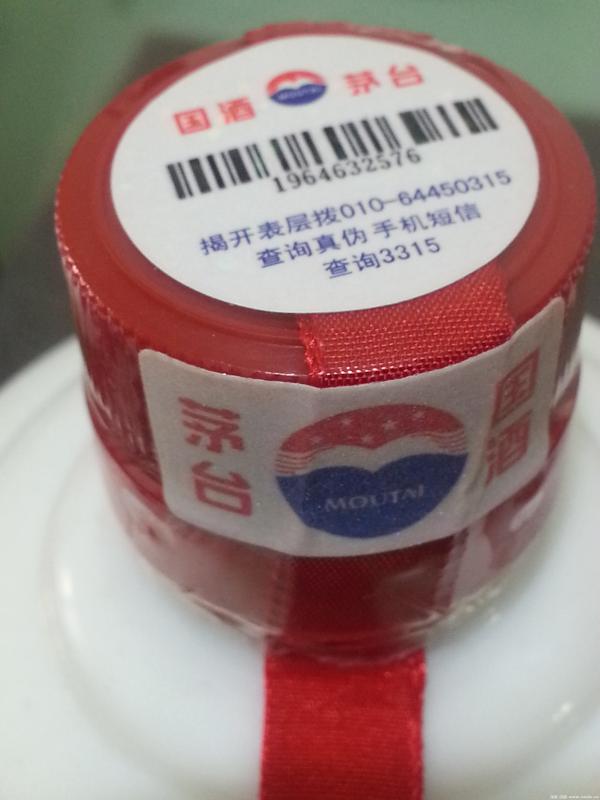 国酒 MOUTAI 茅台
1964632576
揭开表层拨010-64450315
查询真伪手机短信
查询3315
茅台 MOUTAI 国酒